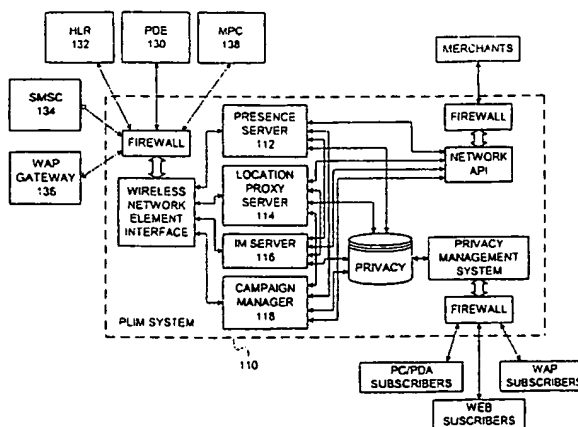 HLR
132
PDE
130
MPC
138
MERCHANTS
SMSC
134
FIREWALL
PRESENCE
SERVER
112
FIREWALL
WAP
GATEWAY
136
WIRELESS
NETWORK
ELEMENT
INTERFACE
LOCATION
PROXY
SERVER
114
NETWORK
API
IM SERVER
116
PRIVACY
PRIVACY
MANAGEMENT
SYSTEM
CAMPAIGN
MANAGER
118
FIREWALL
PLIM SYSTEM
110
PC/PDA
SUBSCRIBERS
WAP
SUBSCRIBERS
WEB
SUSCRIBERS